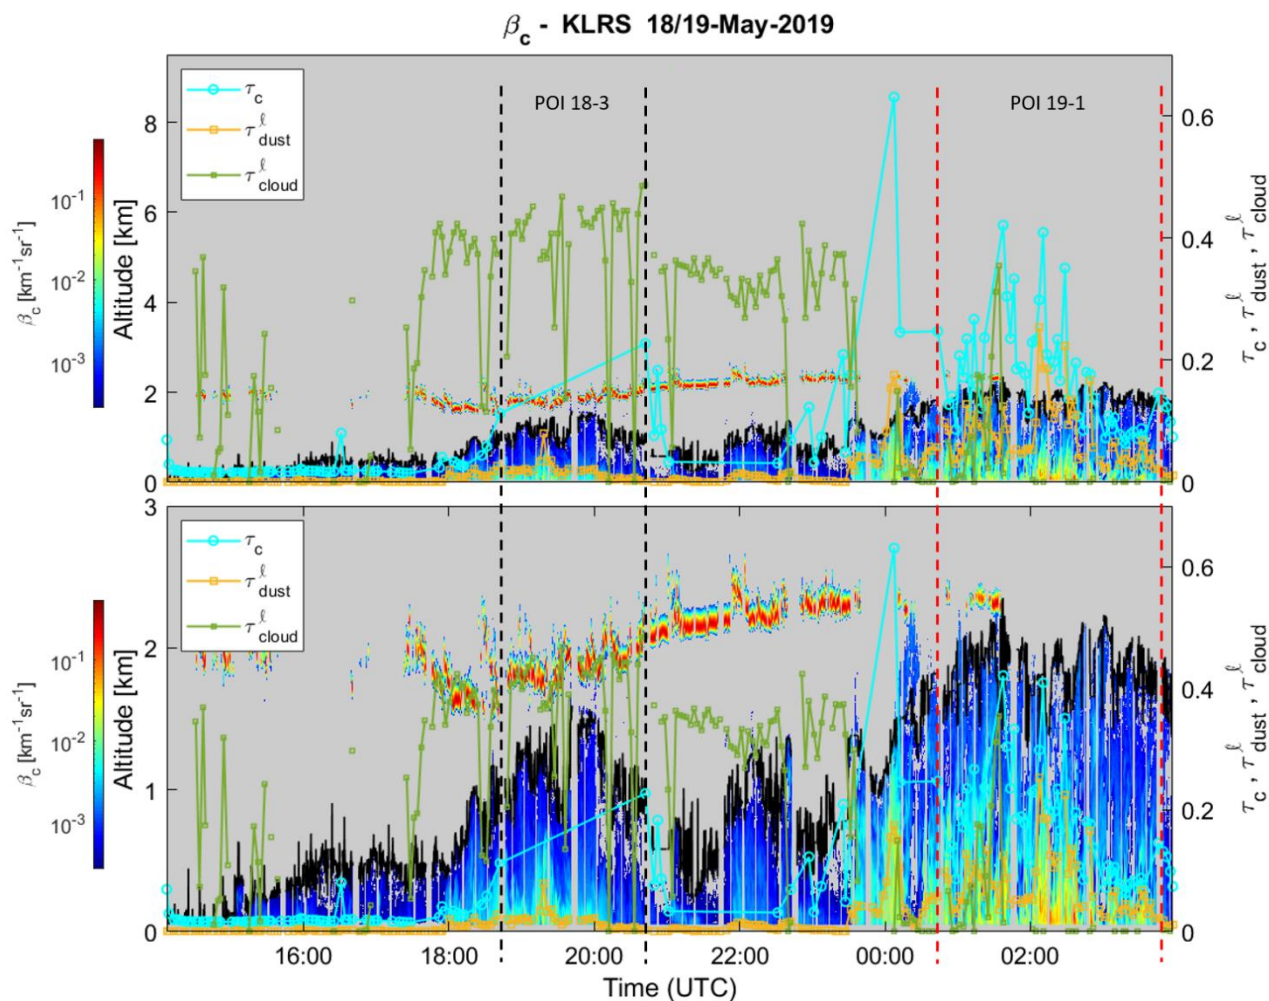 β_c - KLRS 18/19-May-2019
τ_c
τ^ℓ_dust
τ^ℓ_cloud
POI 18-3
POI 19-1
8
6
4
2
0
0.6
0.4
0.2
0
10^-1
10^-2
10^-3
β_c [km^-1 sr^-1]
Altitude [km]
τ_c , τ^ℓ_dust , τ^ℓ_cloud
τ_c
τ^ℓ_dust
τ^ℓ_cloud
3
2
1
0
0.6
0.4
0.2
0
10^-1
10^-2
10^-3
β_c [km^-1 sr^-1]
Altitude [km]
τ_c , τ^ℓ_dust , τ^ℓ_cloud
16:00 18:00 20:00 22:00 00:00 02:00
Time (UTC)